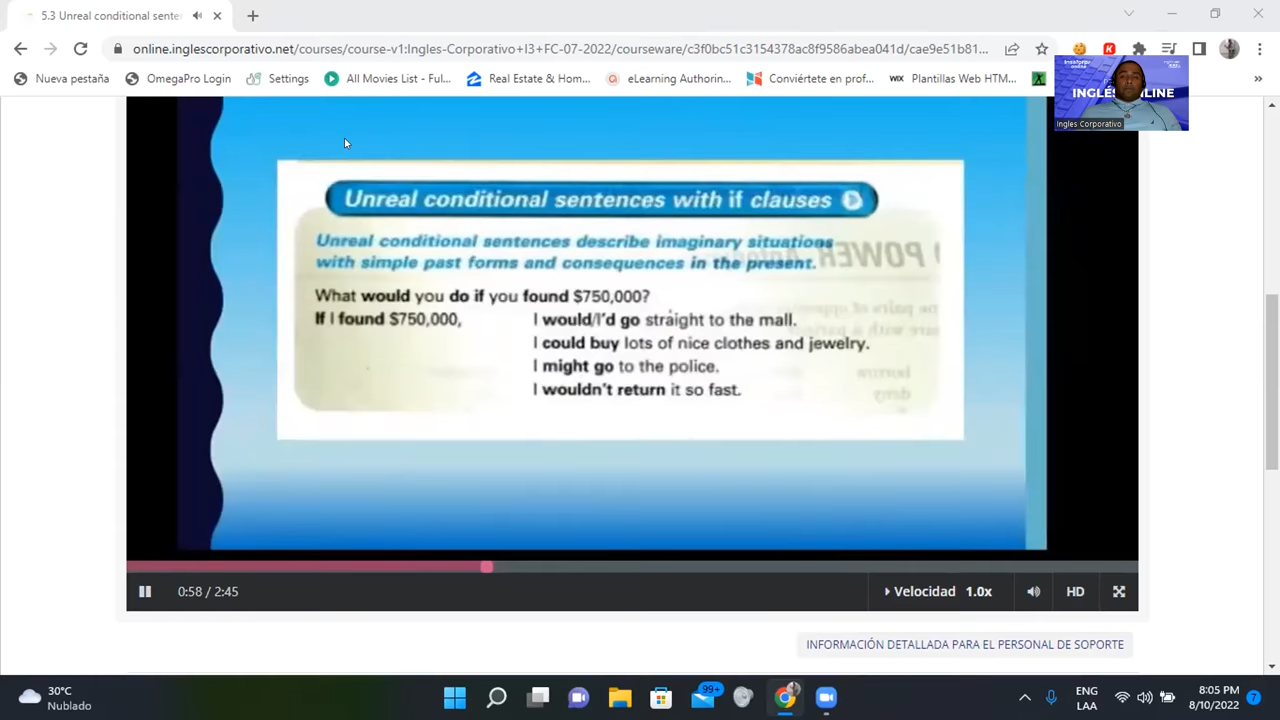 5.3 Unreal conditional senter
online.inglescorporativo.net/courses/course-v1:Ingles-Corporativo+I3+FC-07-2022/courseware/c3f0bc51c3154378ac8f9586abea041d/cae9e51b81...
Nueva pestaña OmegaPro Login Settings All Movies List - Ful... Real Estate & Hom... eLearning Authorin... Conviértete en prof... WIX Plantillas Web HTM... »
INGLÉS ONLINE
Ingles Corporativo
Unreal conditional sentences with if clauses
Unreal conditional sentences describe imaginary situations
with simple past forms and consequences in the present.
What would you do if you found $750,000?
If I found $750,000, I would/I'd go straight to the mall.
I could buy lots of nice clothes and jewelry.
I might go to the police.
I wouldn't return it so fast.
0:58 / 2:45 Velocidad 1.0x HD
INFORMACIÓN DETALLADA PARA EL PERSONAL DE SOPORTE
30°C
Nublado
99+
ENG
LAA
8:05 PM
8/10/2022
7